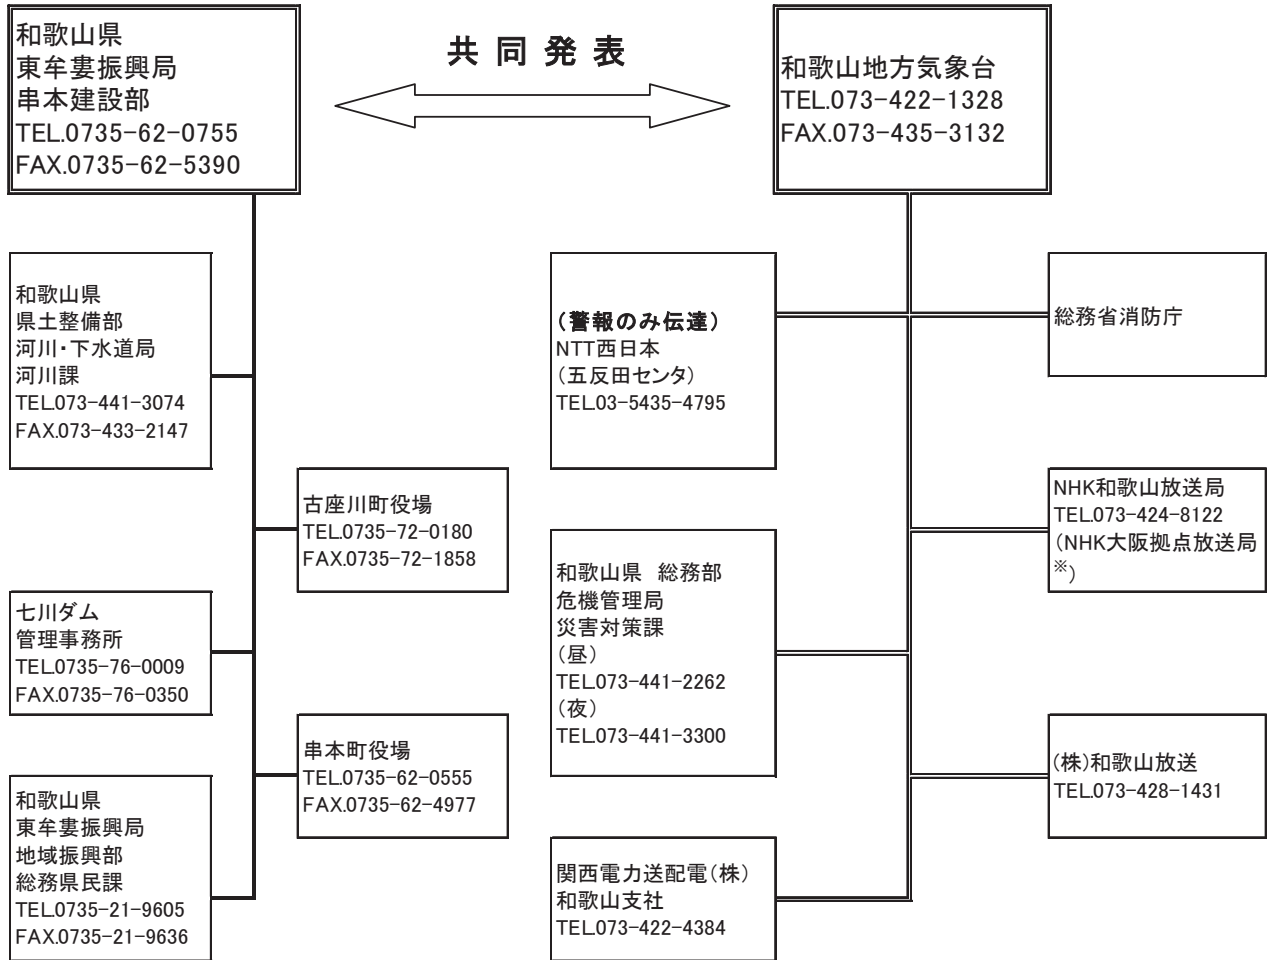 和歌山県
東牟婁振興局
串本建設部
TEL.0735-62-0755
FAX.0735-62-5390
共同発表
和歌山地方気象台
TEL.073-422-1328
FAX.073-435-3132
和歌山県
県土整備部
河川・下水道局
河川課
TEL.073-441-3074
FAX.073-433-2147
古座川町役場
TEL.0735-72-0180
FAX.0735-72-1858
七川ダム
管理事務所
TEL.0735-76-0009
FAX.0735-76-0350
串本町役場
TEL.0735-62-0555
FAX.0735-62-4977
和歌山県
東牟婁振興局
地域振興部
総務県民課
TEL.0735-21-9605
FAX.0735-21-9636
(警報のみ伝達)
NTT西日本
(五反田センタ)
TEL.03-5435-4795
和歌山県 総務部
危機管理局
災害対策課
(昼)
TEL.073-441-2262
(夜)
TEL.073-441-3300
関西電力送配電(株)
和歌山支社
TEL.073-422-4384
総務省消防庁
NHK和歌山放送局
TEL.073-424-8122
(NHK大阪拠点放送局
※)
(株)和歌山放送
TEL.073-428-1431